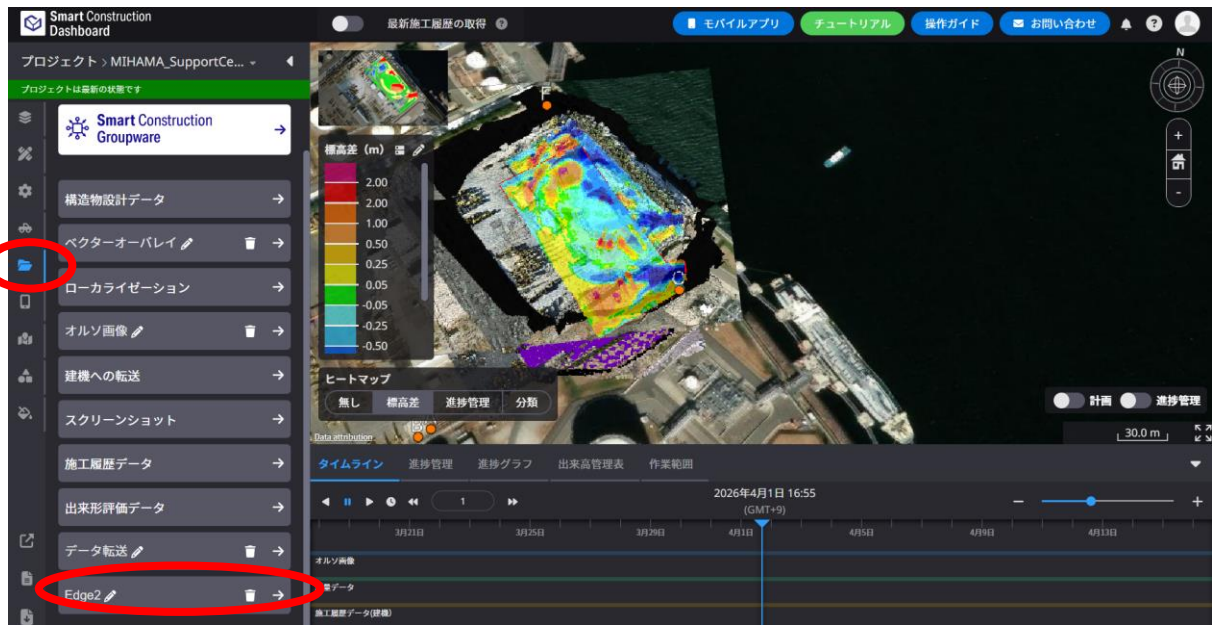 Smart Construction
Dashboard
最新施工履歴の取得
モバイルアプリ
チュートリアル
操作ガイド
お問い合わせ
プロジェクト > MIHAMA_SupportCe...
プロジェクトは最新の状態です
Smart Construction
Groupware
構造物設計データ
ベクターオーバレイ
ローカライゼーション
オルソ画像
建機への転送
スクリーンショット
施工履歴データ
出来形評価データ
データ転送
Edge2
標高差 (m)
2.00
2.00
1.00
0.50
0.25
0.05
-0.05
-0.25
-0.50
ヒートマップ
無し
標高差
進捗管理
分類
Data attribution
N
+
-
計画
進捗管理
30.0 m
タイムライン
進捗管理
進捗グラフ
出来高管理表
作業範囲
1
2026年4月1日 16:55
(GMT+9)
3月21日
3月25日
3月29日
4月1日
4月5日
4月9日
4月13日
オルソ画像
量データ
施工履歴データ(建機)